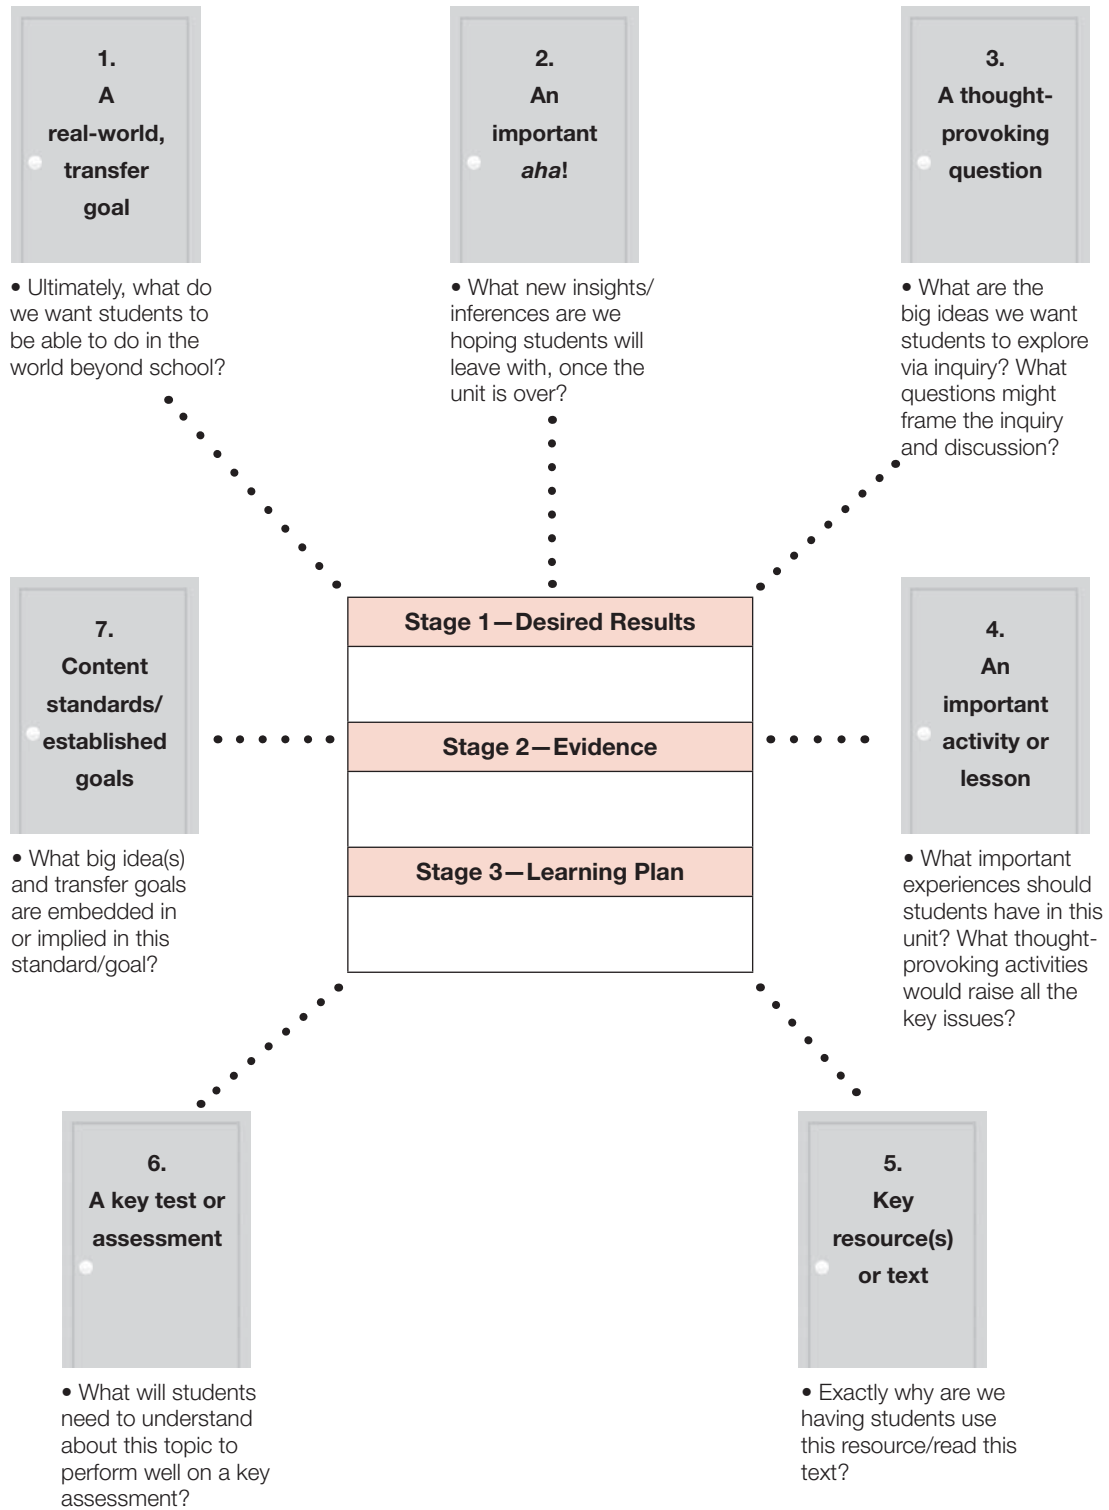 1.
A
real-world,
transfer
goal
• Ultimately, what do
we want students to
be able to do in the
world beyond school?
2.
An
important
aha!
• What new insights/
inferences are we
hoping students will
leave with, once the
unit is over?
3.
A thought-
provoking
question
• What are the
big ideas we want
students to explore
via inquiry? What
questions might
frame the inquiry
and discussion?
7.
Content
standards/
established
goals
• What big idea(s)
and transfer goals
are embedded in
or implied in this
standard/goal?
Stage 1—Desired Results
Stage 2—Evidence
Stage 3—Learning Plan
4.
An
important
activity or
lesson
• What important
experiences should
students have in this
unit? What thought-
provoking activities
would raise all the
key issues?
6.
A key test or
assessment
• What will students
need to understand
about this topic to
perform well on a key
assessment?
5.
Key
resource(s)
or text
• Exactly why are we
having students use
this resource/read this
text?